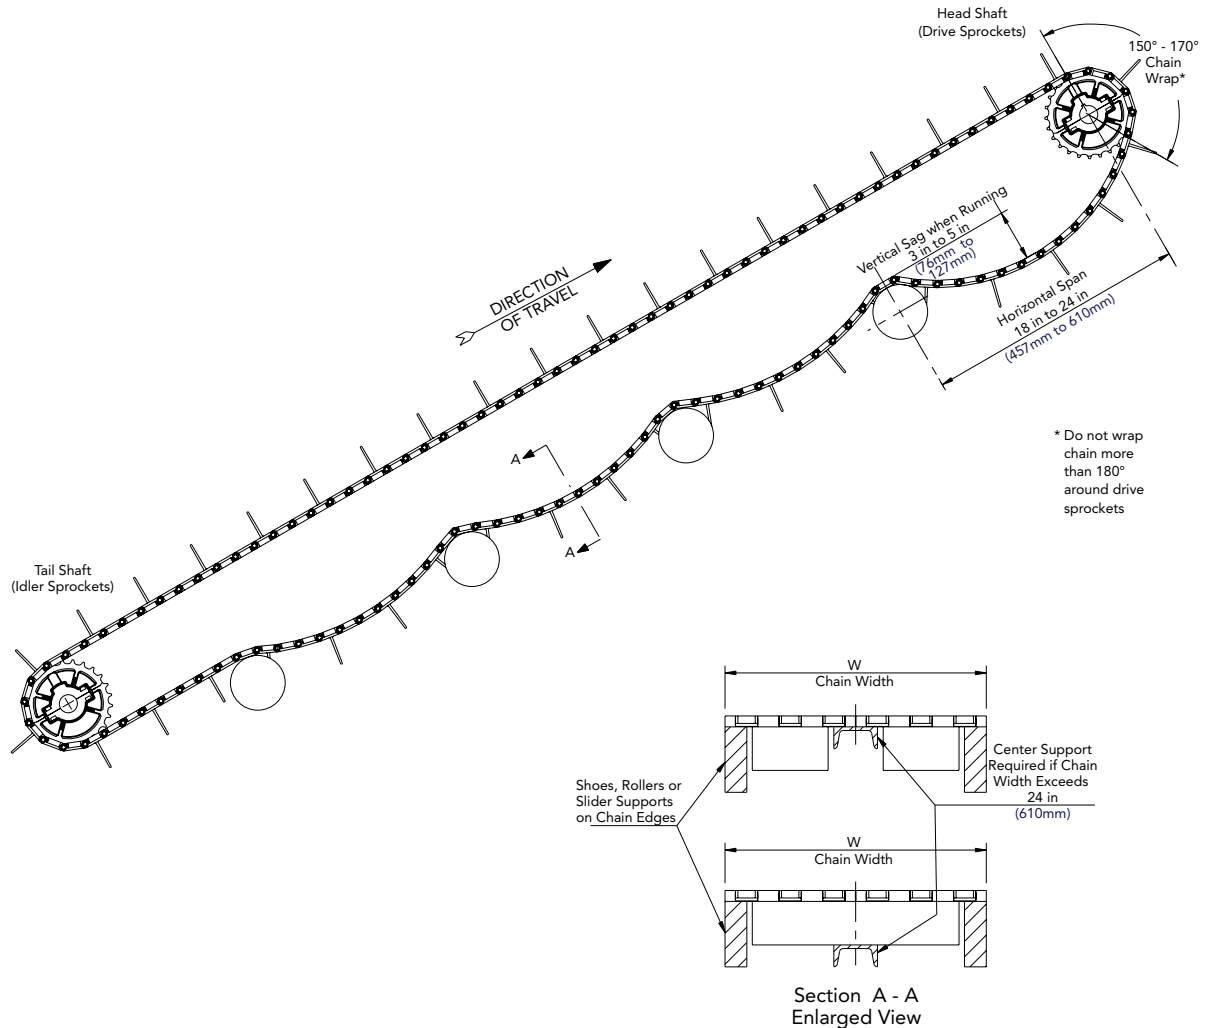 Head Shaft
(Drive Sprockets)
150° - 170°
Chain
Wrap*
Vertical Sag when Running
3 in to 5 in
(76mm to
127mm)
DIRECTION
OF TRAVEL
Horizontal Span
18 in to 24 in
(457mm to 610mm)
* Do not wrap
chain more
than 180°
around drive
sprockets
A
A
Tail Shaft
(Idler Sprockets)
W
Chain Width
Shoes, Rollers or
Slider Supports
on Chain Edges
Center Support
Required if Chain
Width Exceeds
24 in
(610mm)
W
Chain Width
Section A - A
Enlarged View